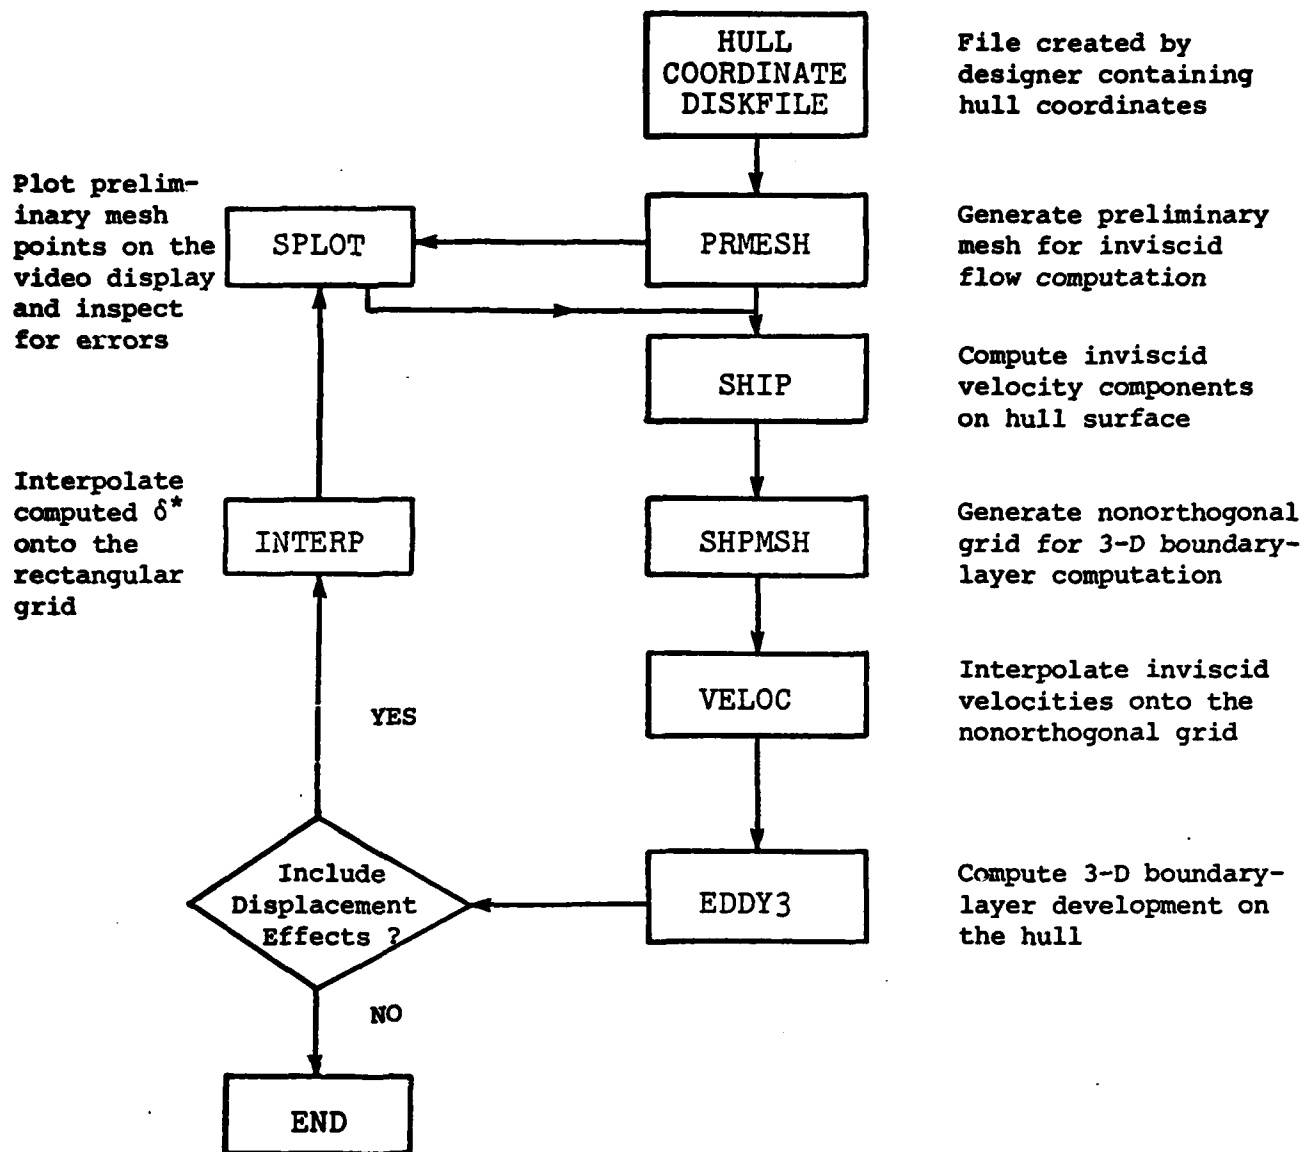 HULL
COORDINATE
DISKFILE
File created by
designer containing
hull coordinates
Plot prelim-
inary mesh
points on the
video display
and inspect
for errors
SPLOT
PRMESH
Generate preliminary
mesh for inviscid
flow computation
SHIP
Compute inviscid
velocity components
on hull surface
Interpolate
computed δ*
onto the
rectangular
grid
INTERP
SHPMSH
Generate nonorthogonal
grid for 3-D boundary-
layer computation
VELOC
Interpolate inviscid
velocities onto the
nonorthogonal grid
YES
Include
Displacement
Effects ?
EDDY3
Compute 3-D boundary-
layer development on
the hull
NO
END